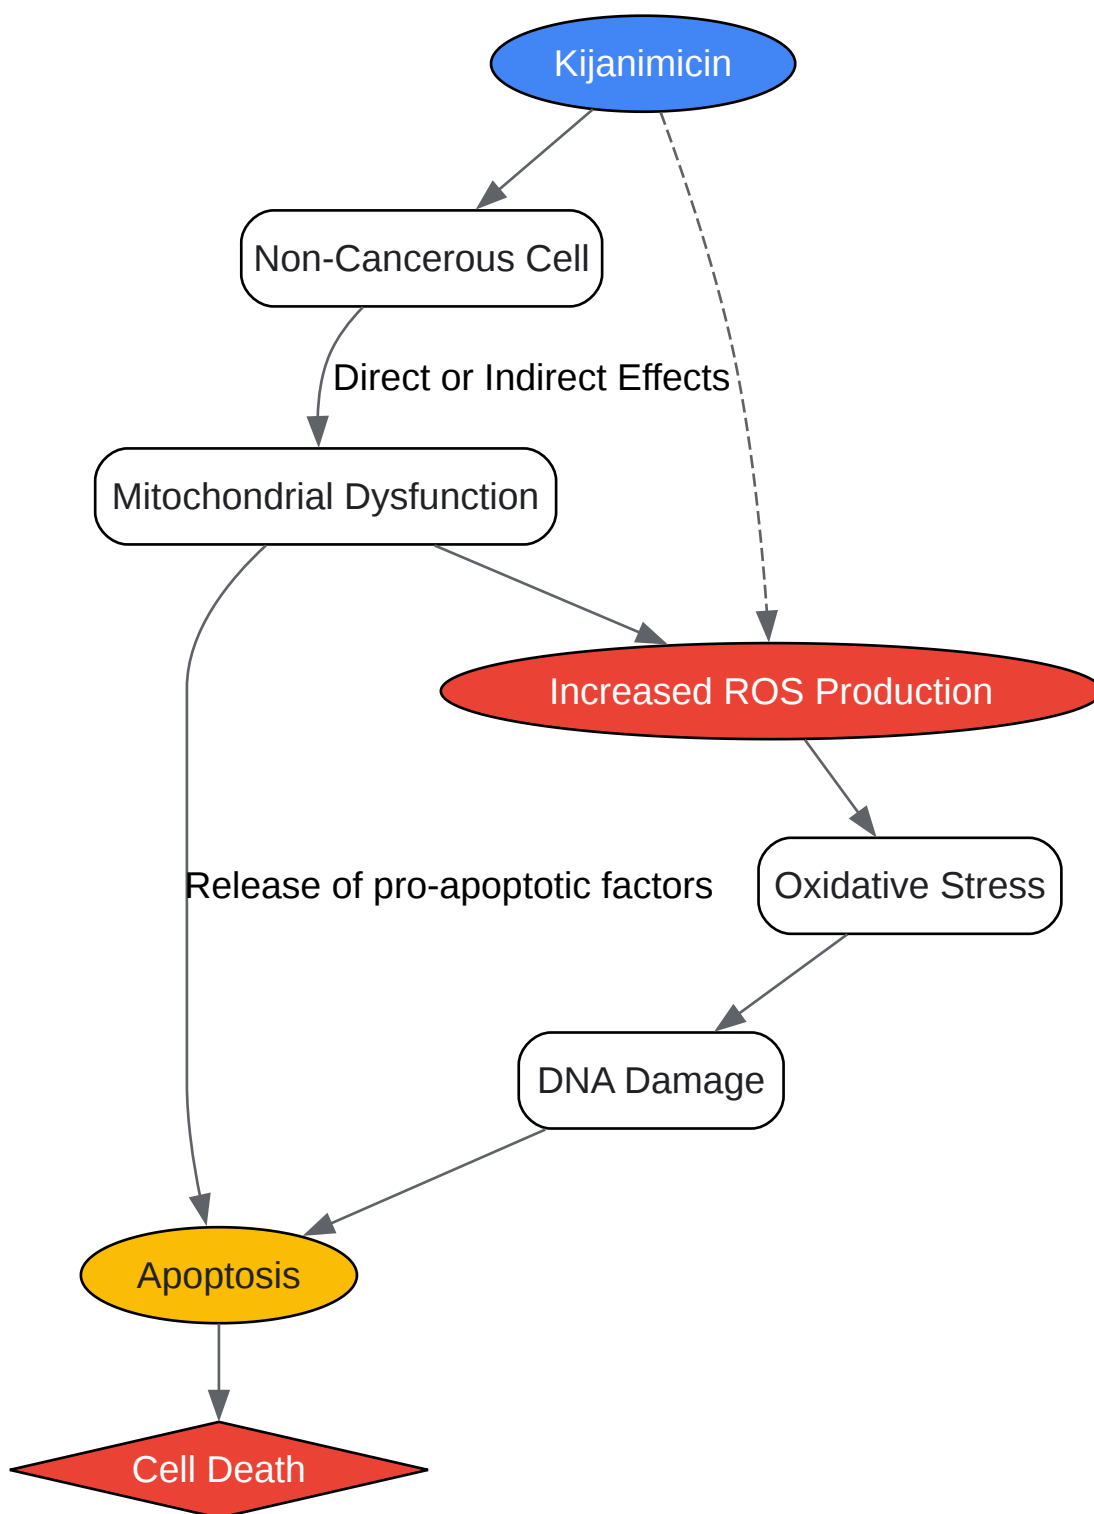 Kijanimicin
Non-Cancerous Cell
Direct or Indirect Effects
Mitochondrial Dysfunction
Increased ROS Production
Release of pro-apoptotic factors
Oxidative Stress
DNA Damage
Apoptosis
Cell Death